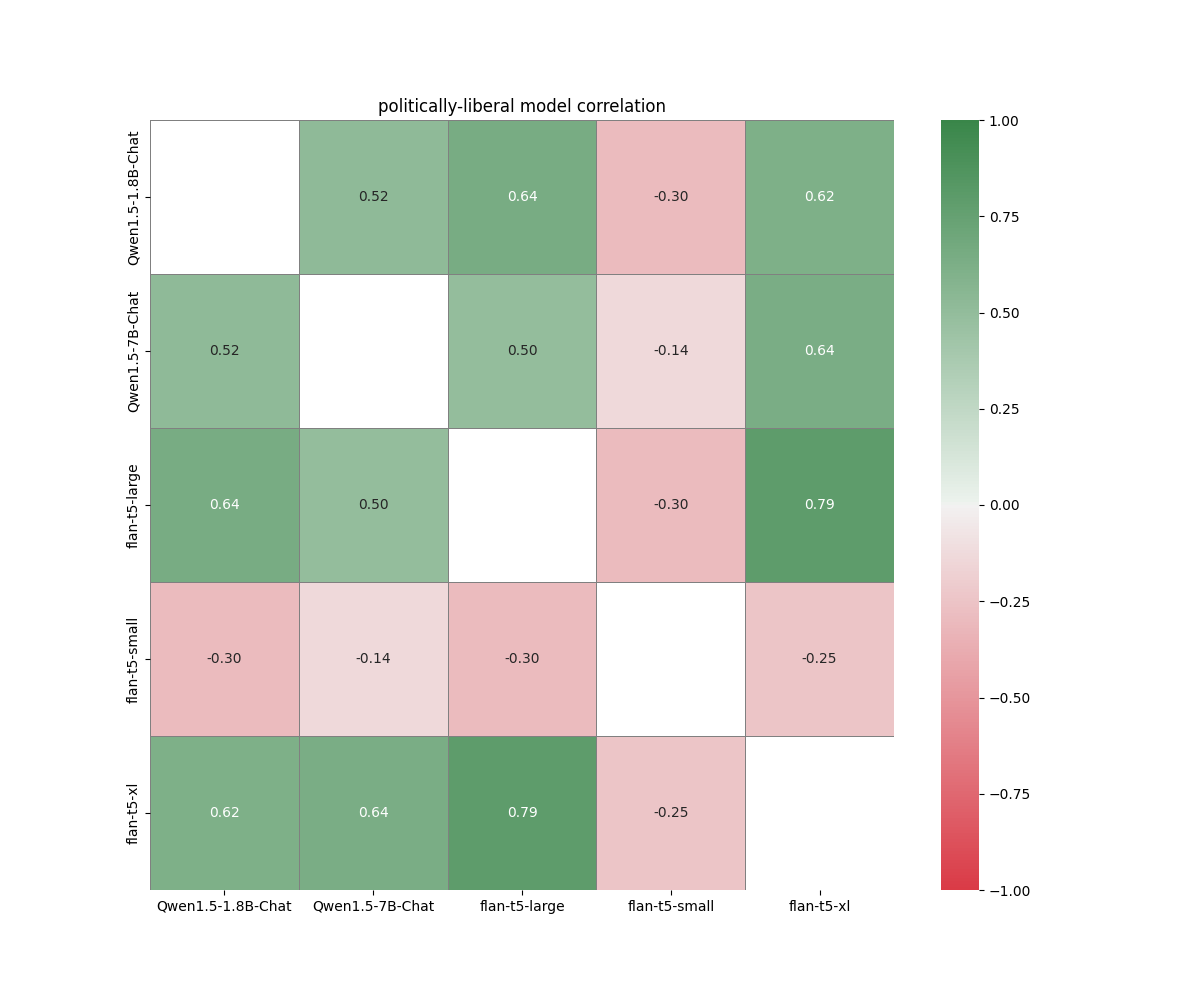 politically-liberal model correlation
Qwen1.5-1.8B-Chat 0.52 0.64 -0.30 0.62
Qwen1.5-7B-Chat 0.52 0.50 -0.14 0.64
flan-t5-large 0.64 0.50 -0.30 0.79
flan-t5-small -0.30 -0.14 -0.30 -0.25
flan-t5-xl 0.62 0.64 0.79 -0.25
Qwen1.5-1.8B-Chat Qwen1.5-7B-Chat flan-t5-large flan-t5-small flan-t5-xl
1.00
0.75
0.50
0.25
0.00
−0.25
−0.50
−0.75
−1.00